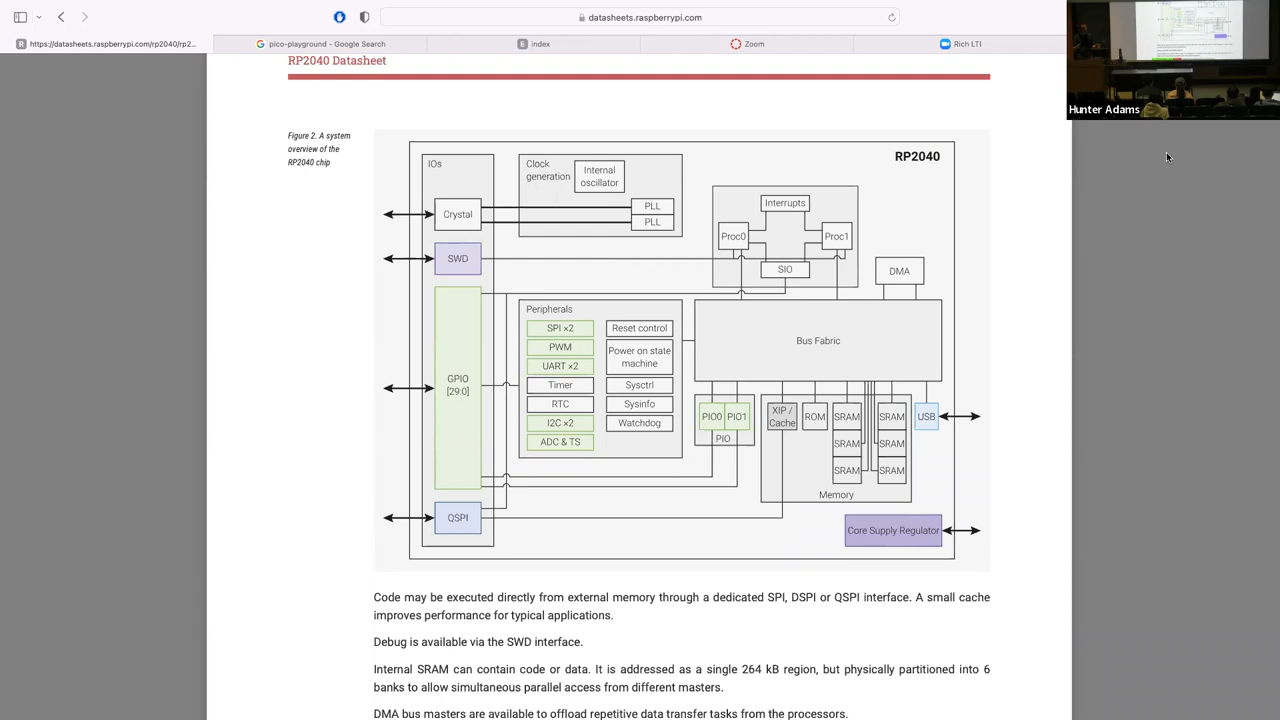 datasheets.raspberrypi.com
https://datasheets.raspberrypi.com/rp2040/rp2...
pico-playground - Google Search
Index
Zoom
Rich LTI
Hunter Adams
RP2040 Datasheet
Figure 2. A system
overview of the
RP2040 chip
RP2040
IOs
Crystal
SWD
GPIO
[29:0]
QSPI
Clock
generation
Internal
oscillator
PLL
PLL
Interrupts
Proc0
Proc1
SIO
DMA
Peripherals
SPI ×2
PWM
UART ×2
Timer
RTC
I2C ×2
ADC & TS
Reset control
Power on state
machine
Sysctrl
Sysinfo
Watchdog
Bus Fabric
PIO0
PIO1
PIO
XIP /
Cache
ROM
SRAM
SRAM
SRAM
SRAM
SRAM
SRAM
Memory
USB
Core Supply Regulator
Code may be executed directly from external memory through a dedicated SPI, DSPI or QSPI interface. A small cache
improves performance for typical applications.
Debug is available via the SWD interface.
Internal SRAM can contain code or data. It is addressed as a single 264 kB region, but physically partitioned into 6
banks to allow simultaneous parallel access from different masters.
DMA bus masters are available to offload repetitive data transfer tasks from the processors.